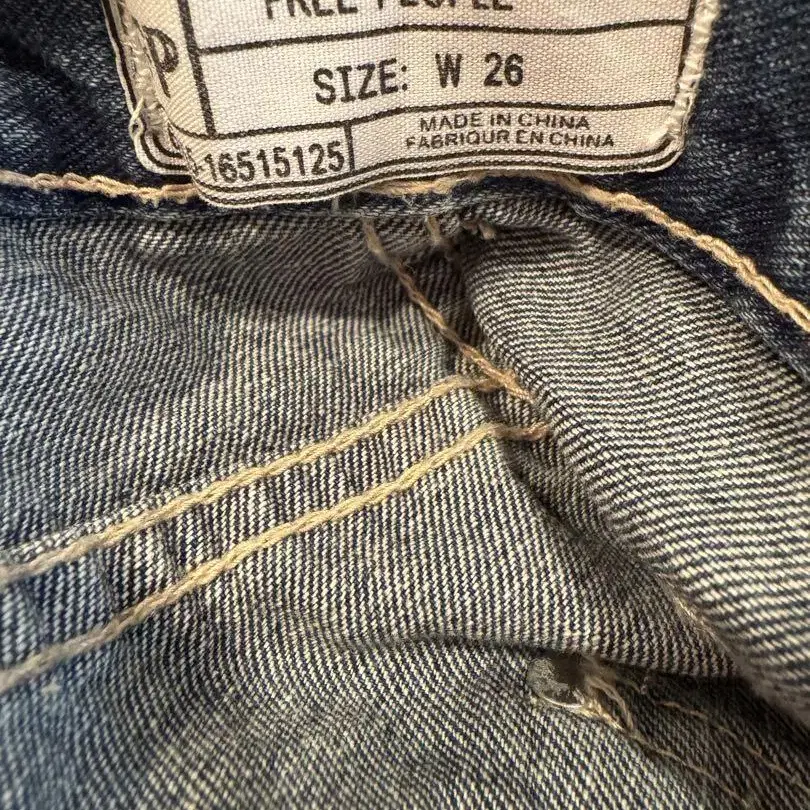 FREE PEOPLE
P
SIZE: W 26
-16515125
MADE IN CHINA
FABRIQUR EN CHINA